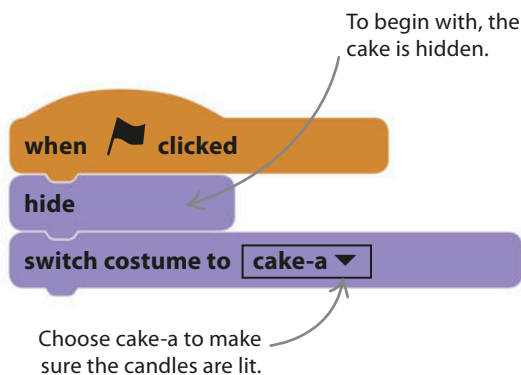 To begin with, the
cake is hidden.
when clicked
hide
switch costume to cake-a
Choose cake-a to make
sure the candles are lit.